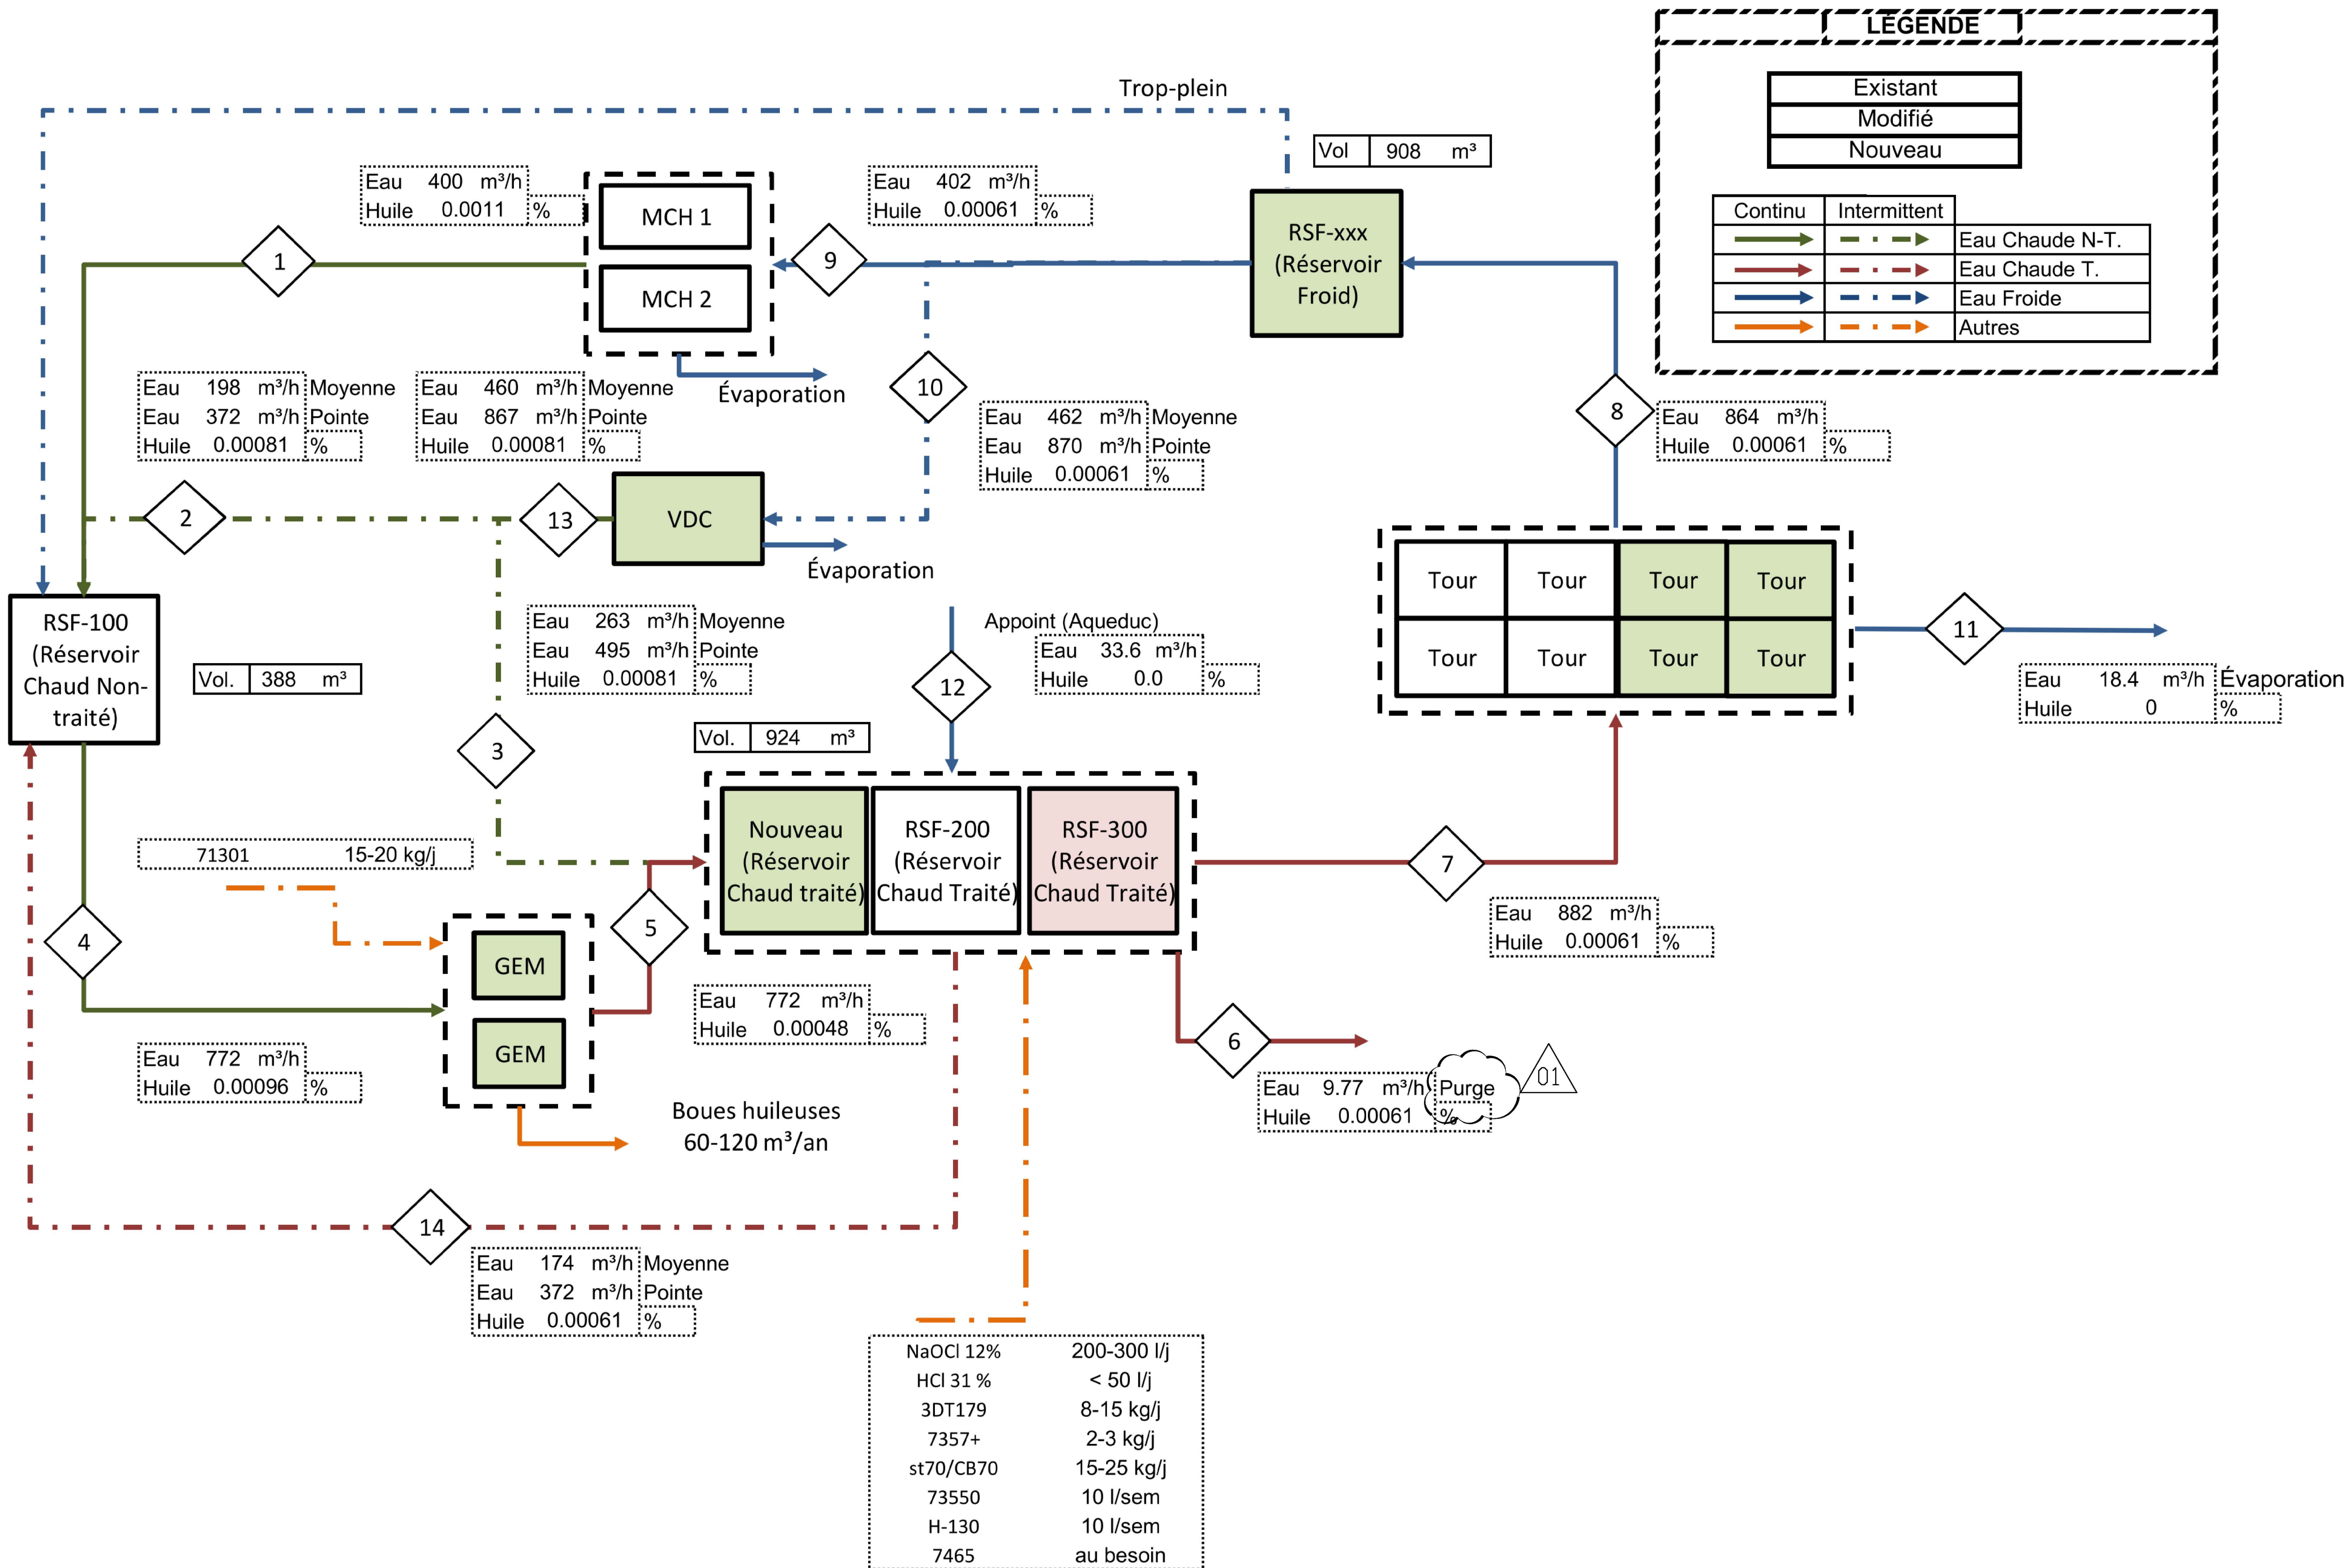 LÉGENDE
Existant
Modifié
Nouveau
Continu Intermittent
Eau Chaude N-T.
Eau Chaude T.
Eau Froide
Autres
Trop-plein
Vol 908 m³
Eau 400 m³/h
Huile 0.0011 %
MCH 1
MCH 2
Eau 402 m³/h
Huile 0.00061 %
RSF-xxx
(Réservoir
Froid)
1
9
Évaporation
10
8
Eau 198 m³/h Moyenne
Eau 372 m³/h Pointe
Huile 0.00081 %
Eau 460 m³/h Moyenne
Eau 867 m³/h Pointe
Huile 0.00081 %
Eau 462 m³/h Moyenne
Eau 870 m³/h Pointe
Huile 0.00061 %
Eau 864 m³/h
Huile 0.00061 %
2
13
VDC
Évaporation
Tour Tour Tour Tour
Tour Tour Tour Tour
11
Eau 18.4 m³/h Évaporation
Huile 0 %
RSF-100
(Réservoir
Chaud Non-
traité)
Vol. 388 m³
Eau 263 m³/h Moyenne
Eau 495 m³/h Pointe
Huile 0.00081 %
Appoint (Aqueduc)
Eau 33.6 m³/h
Huile 0.0 %
12
3
Vol. 924 m³
Nouveau
(Réservoir
Chaud traité)
RSF-200
(Réservoir
Chaud Traité)
RSF-300
(Réservoir
Chaud Traité)
7
Eau 882 m³/h
Huile 0.00061 %
71301 15-20 kg/j
4
GEM
GEM
5
Eau 772 m³/h
Huile 0.00048 %
6
Eau 9.77 m³/h Purge
Huile 0.00061 %
01
Eau 772 m³/h
Huile 0.00096 %
Boues huileuses
60-120 m³/an
14
Eau 174 m³/h Moyenne
Eau 372 m³/h Pointe
Huile 0.00061 %
NaOCl 12% 200-300 l/j
HCl 31 % < 50 l/j
3DT179 8-15 kg/j
7357+ 2-3 kg/j
st70/CB70 15-25 kg/j
73550 10 l/sem
H-130 10 l/sem
7465 au besoin